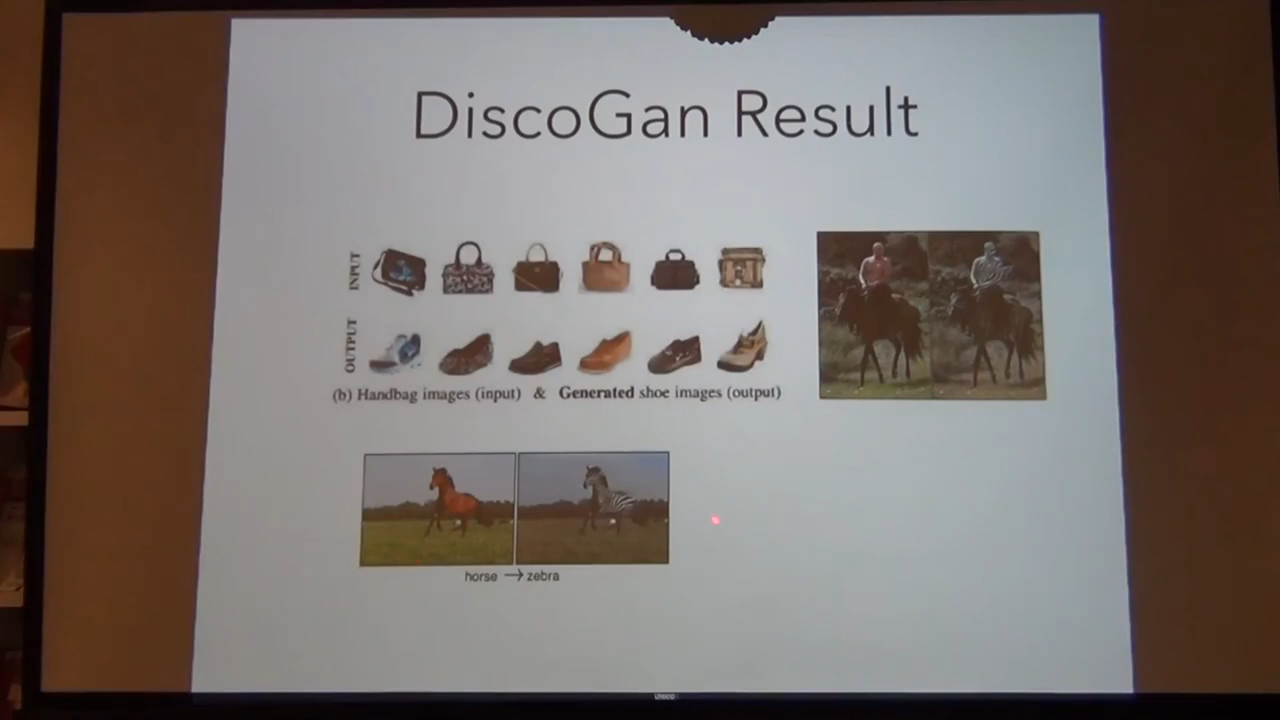 DiscoGan Result
INPUT
OUTPUT
(b) Handbag images (input) & Generated shoe images (output)
horse → zebra